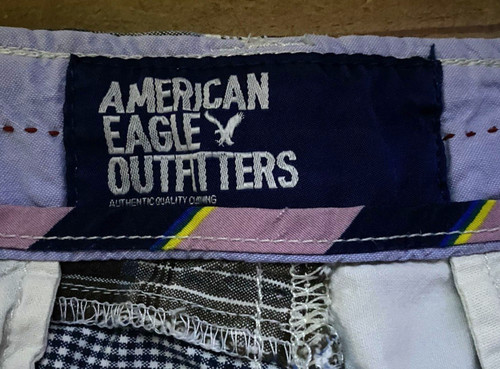 AMERICAN
EAGLE
OUTFITTERS
AUTHENTIC QUALITY CLOTHING